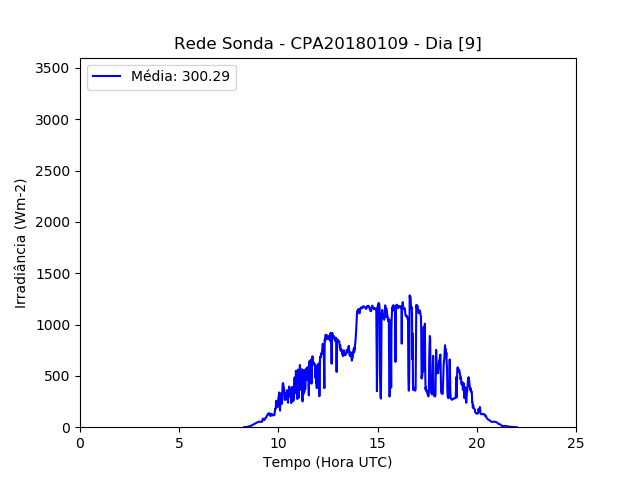 Rede Sonda - CPA20180109 - Dia [9]
Média: 300.29
Irradiância (Wm-2)
3500
3000
2500
2000
1500
1000
500
0
0 5 10 15 20 25
Tempo (Hora UTC)